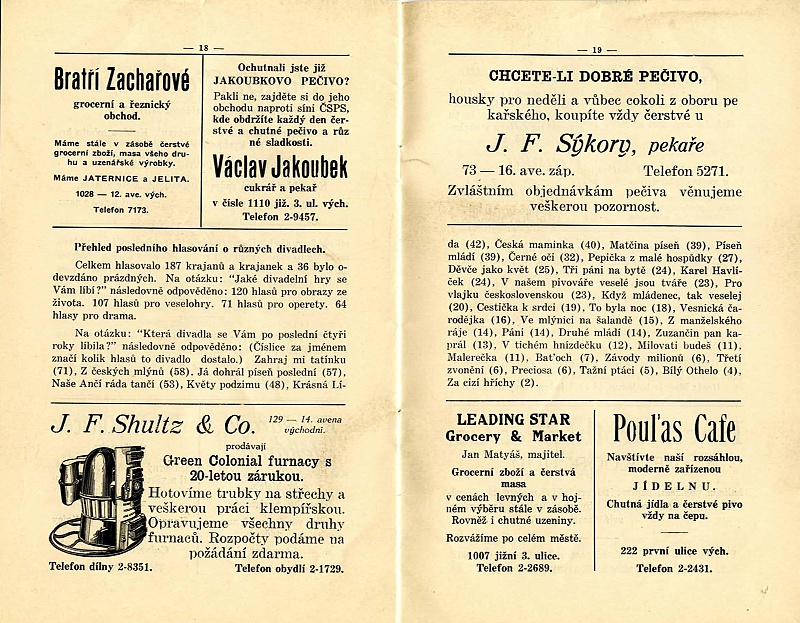 — 18 —
Bratří Zachařové
grocerní a řeznický
obchod.
Máme stále v zásobě čerstvé
grocerní zboží, masa všeho dru-
hu a uzenářské výrobky.
Máme JATERNICE a JELITA.
1028 — 12. ave. vých.
Telefon 7173.
Ochutnali jste již
JAKOUBKOVO PEČIVO?
Pakli ne, zajděte si do jeho
obchodu naproti síni ČSPS,
kde obdržíte každý den čer-
stvé a chutné pečivo a růz
né sladkosti.
Václav Jakoubek
cukrář a pekař
v čísle 1110 již. 3. ul. vých.
Telefon 2-9457.
Přehled posledního hlasování o různých divadlech.
Celkem hlasovalo 187 krajanů a krajanek a 36 bylo o-
devzdáno prázdných. Na otázku: "Jaké divadelní hry se
Vám líbí?" následovně odpověděno: 120 hlasů pro obrazy ze
života. 107 hlasů pro veselohry. 71 hlasů pro operety. 64
hlasy pro drama.
Na otázku: "Která divadla se Vám po poslední čtyři
roky líbila?" následovně odpověděno: (Číslice za jménem
značí kolik hlasů to divadlo dostalo.) Zahraj mi tatínku
(71), Z českých mlýnů (58). Já dohrál píseň poslední (57),
Naše Ančí ráda tančí (53), Květy podzimu (48), Krásná Lí-
J. F. Shultz & Co.
129 — 14. avena
východní.
prodávají
Green Colonial furnacy s
20-letou zárukou.
Hotovíme trubky na střechy a
veškerou práci klempířskou.
Opravujeme všechny druhy
furnaců. Rozpočty podáme na
požádání zdarma.
Telefon dílny 2-8351.
Telefon obydlí 2-1729.
— 19 —
CHCETE-LI DOBRÉ PEČIVO,
housky pro neděli a vůbec cokoli z oboru pe
kařského, koupíte vždy čerstvé u
J. F. Sýkory, pekaře
73 — 16. ave. záp.
Telefon 5271.
Zvláštním objednávkám pečiva věnujeme
veškerou pozornost.
da (42), Česká maminka (40), Matčina píseň (39), Píseň
mládí (39), Černé oči (32), Pepička z malé hospůdky (27),
Děvče jako květ (25), Tři páni na bytě (24), Karel Havlí-
ček (24), V našem pivováře veselé jsou tváře (23), Pro
vlajku československou (23), Když mládenec, tak veselej
(20), Cestička k srdci (19), To byla noc (18), Vesnická ča-
rodějka (16), Ve mlýnici na šalandě (15), Z manželského
ráje (14), Páni (14), Druhé mládí (14), Zuzančin pan ka-
prál (13), V tichém hnízdečku (12), Milovati budeš (11),
Malerečka (11), Bat'och (7), Závody milionů (6), Třetí
zvonění (6), Preciosa (6), Tažní ptáci (5), Bílý Othelo (4),
Za cizí hříchy (2).
LEADING STAR
Grocery & Market
Jan Matyáš, majitel.
Grocerní zboží a čerstvá
masa
v cenách levných a v hoj-
ném výběru stále v zásobě.
Rovněž i chutné uzeniny.
Rozvážíme po celém městě.
1007 jižní 3. ulice.
Telefon 2-2689.
Poul'as Cafe
Navštivte naší rozsáhlou,
moderně zařízenou
JÍDELNU.
Chutná jídla a čerstvé pivo
vždy na čepu.
222 první ulice vých.
Telefon 2-2431.